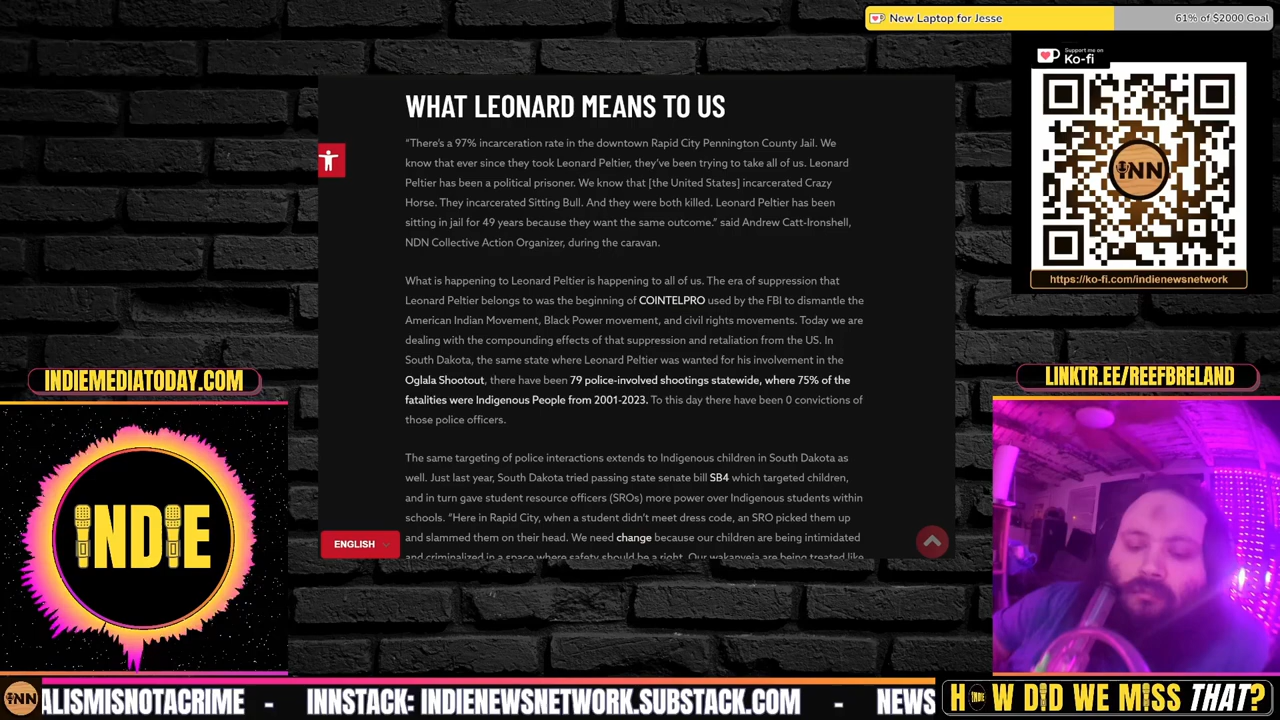 New Laptop for Jesse
61% of $2000 Goal
Support me on
Ko-fi
INN
https://ko-fi.com/indienewsnetwork
WHAT LEONARD MEANS TO US
“There’s a 97% incarceration rate in the downtown Rapid City Pennington County Jail. We
know that ever since they took Leonard Peltier, they’ve been trying to take all of us. Leonard
Peltier has been a political prisoner. We know that [the United States] incarcerated Crazy
Horse. They incarcerated Sitting Bull. And they were both killed. Leonard Peltier has been
sitting in jail for 49 years because they want the same outcome.” said Andrew Catt-Ironshell,
NDN Collective Action Organizer, during the caravan.
What is happening to Leonard Peltier is happening to all of us. The era of suppression that
Leonard Peltier belongs to was the beginning of COINTELPRO used by the FBI to dismantle the
American Indian Movement, Black Power movement, and civil rights movements. Today we are
dealing with the compounding effects of that suppression and retaliation from the US. In
South Dakota, the same state where Leonard Peltier was wanted for his involvement in the
Oglala Shootout, there have been 79 police-involved shootings statewide, where 75% of the
fatalities were Indigenous People from 2001-2023. To this day there have been 0 convictions of
those police officers.
The same targeting of police interactions extends to Indigenous children in South Dakota as
well. Just last year, South Dakota tried passing state senate bill SB4 which targeted children,
and in turn gave student resource officers (SROs) more power over Indigenous students within
schools. “Here in Rapid City, when a student didn’t meet dress code, an SRO picked them up
and slammed them on their head. We need change because our children are being intimidated
and criminalized in a space where safety should be a right. Our wakanyeja are being treated like
ENGLISH
INDIEMEDIATODAY.COM
INDIE
LINKTR.EE/REEFBRELAND
INN
ALISMISNOTACRIME - INNSTACK: INDIENEWSNETWORK.SUBSTACK.COM - NEWS
HOW DID WE MISS THAT?